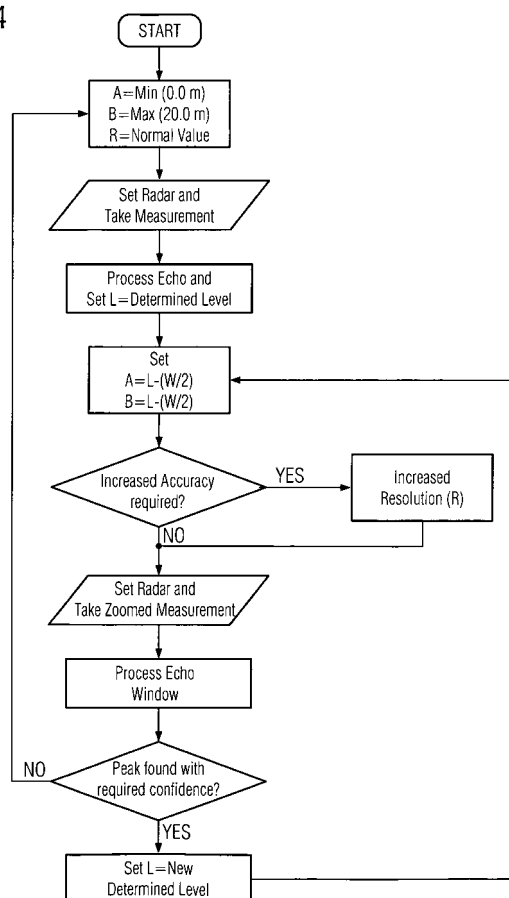 4
START
A=Min (0.0 m)
B=Max (20.0 m)
R=Normal Value
Set Radar and
Take Measurement
Process Echo and
Set L=Determined Level
Set
A=L-(W/2)
B=L-(W/2)
Increased Accuracy
required?
YES
Increased
Resolution (R)
NO
Set Radar and
Take Zoomed Measurement
Process Echo
Window
Peak found with
required confidence?
NO
YES
Set L=New
Determined Level